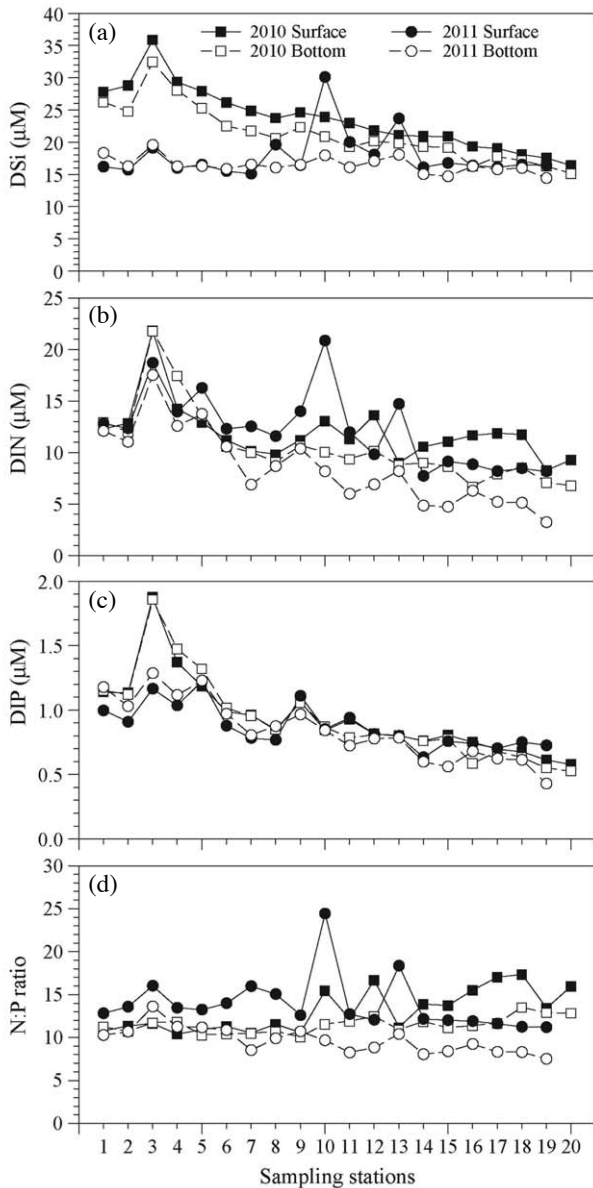 (a)
2010 Surface
2011 Surface
2010 Bottom
2011 Bottom
DSi (μM)
40
35
30
25
20
15
10
5
0
(b)
DIN (μM)
25
20
15
10
5
0
(c)
DIP (μM)
2.0
1.5
1.0
0.5
0.0
(d)
N:P ratio
30
25
20
15
10
5
0
1 2 3 4 5 6 7 8 9 10 11 12 13 14 15 16 17 18 19 20
Sampling stations